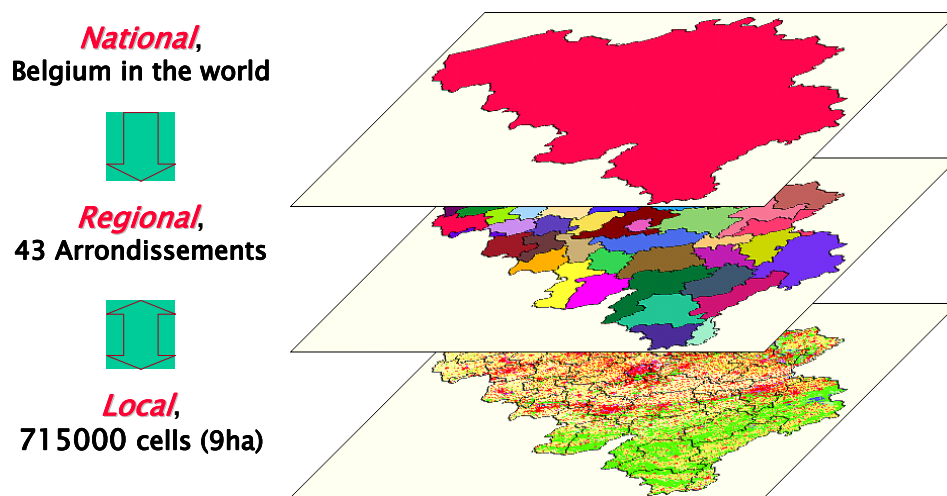 National,
Belgium in the world
Regional,
43 Arrondissements
Local,
715000 cells (9ha)